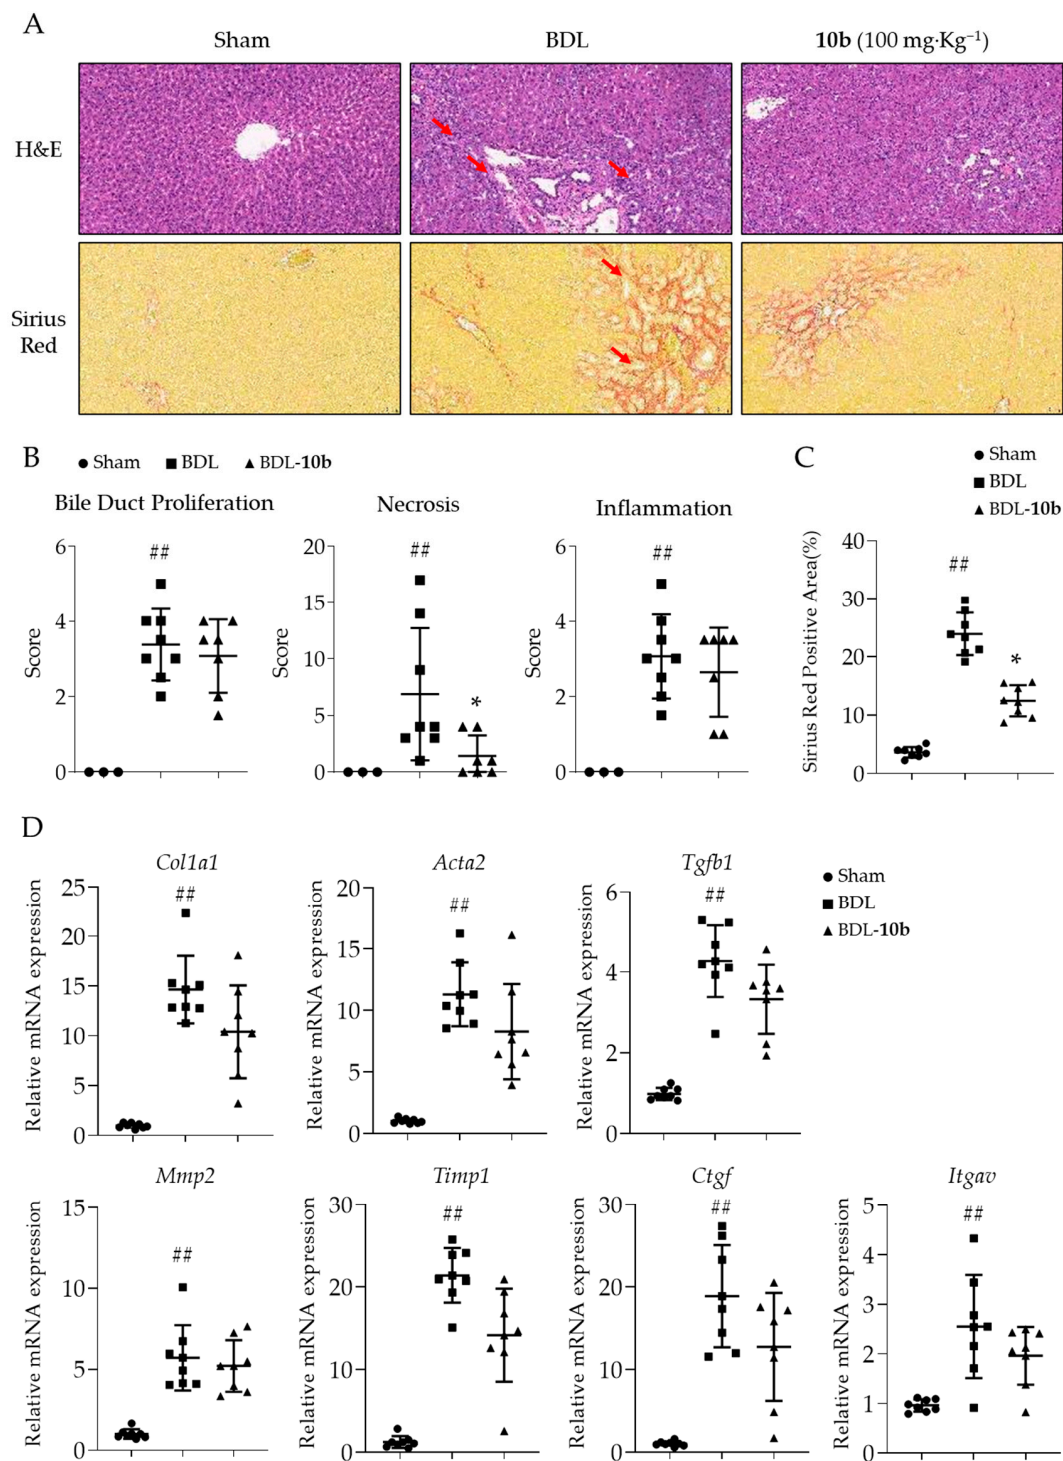 A
Sham BDL 10b (100 mg·Kg⁻¹)
H&E
Sirius
Red
B
Sham BDL BDL-10b
Bile Duct Proliferation
Score
6
4
2
0
##
Necrosis
Score
20
15
10
5
0
##
*
Inflammation
Score
6
4
2
0
##
C
Sham
BDL
BDL-10b
Sirius Red Positive Area(%)
40
30
20
10
0
##
*
D
Col1a1
Relative mRNA expression
25
20
15
10
5
0
##
Acta2
Relative mRNA expression
20
15
10
5
0
##
Tgfb1
Relative mRNA expression
6
4
2
0
##
Sham
BDL
BDL-10b
Mmp2
Relative mRNA expression
15
10
5
0
##
Timp1
Relative mRNA expression
30
20
10
0
##
Ctgf
Relative mRNA expression
30
20
10
0
##
Itgav
Relative mRNA expression
5
4
3
2
1
0
##